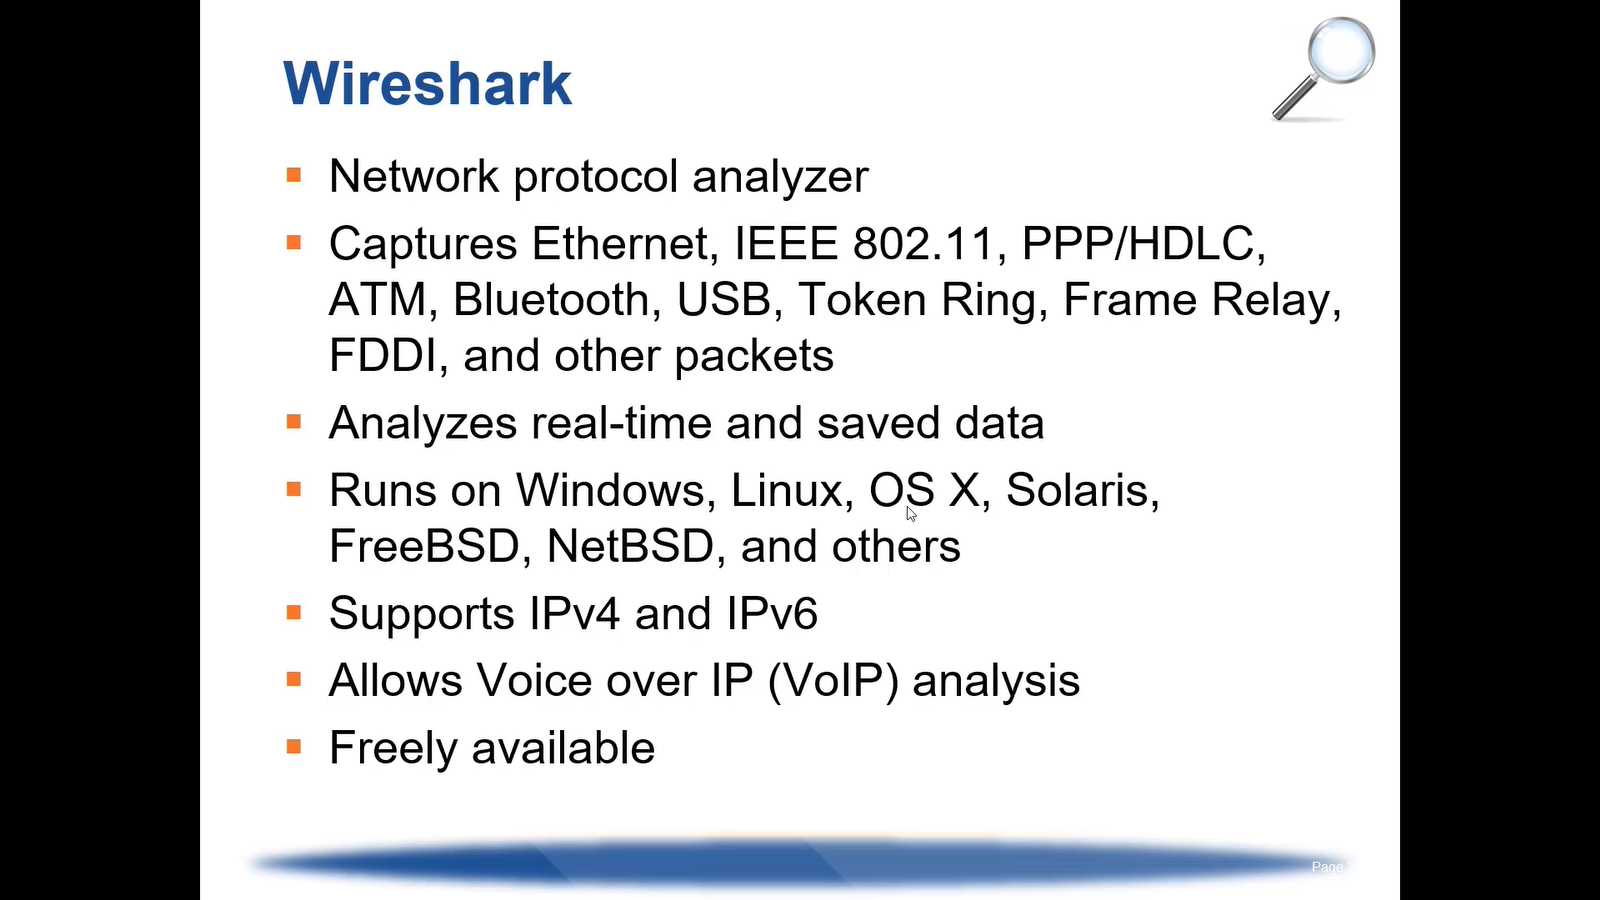 Wireshark
Network protocol analyzer
Captures Ethernet, IEEE 802.11, PPP/HDLC,
ATM, Bluetooth, USB, Token Ring, Frame Relay,
FDDI, and other packets
Analyzes real-time and saved data
Runs on Windows, Linux, OS X, Solaris,
FreeBSD, NetBSD, and others
Supports IPv4 and IPv6
Allows Voice over IP (VoIP) analysis
Freely available
Page